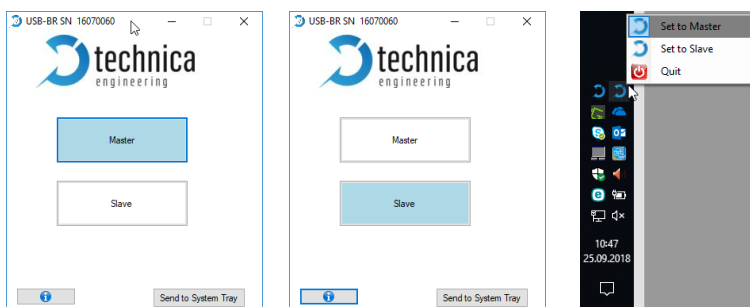 USB-BR SN 16070060
technica
engineering
Master
Slave
Send to System Tray
USB-BR SN 16070060
technica
engineering
Master
Slave
Send to System Tray
Set to Master
Set to Slave
Quit
10:47
25.09.2018